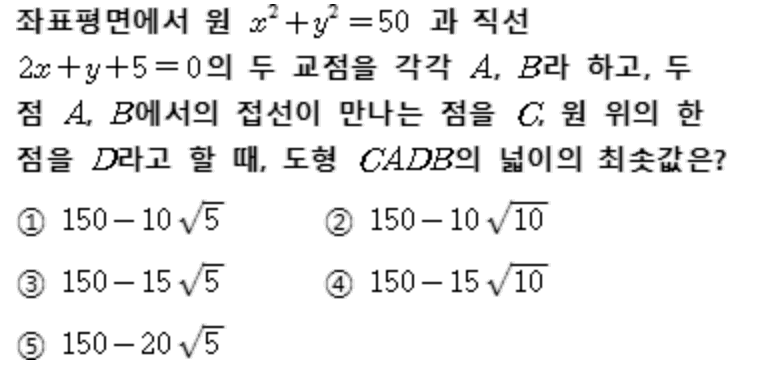 좌표평면에서 원 x²+y²=50 과 직선
2x+y+5=0의 두 교점을 각각 A, B라 하고, 두
점 A, B에서의 접선이 만나는 점을 C, 원 위의 한
점을 D라고 할 때, 도형 CADB의 넓이의 최솟값은?
① 150-10√5 ② 150-10√10
③ 150-15√5 ④ 150-15√10
⑤ 150-20√5